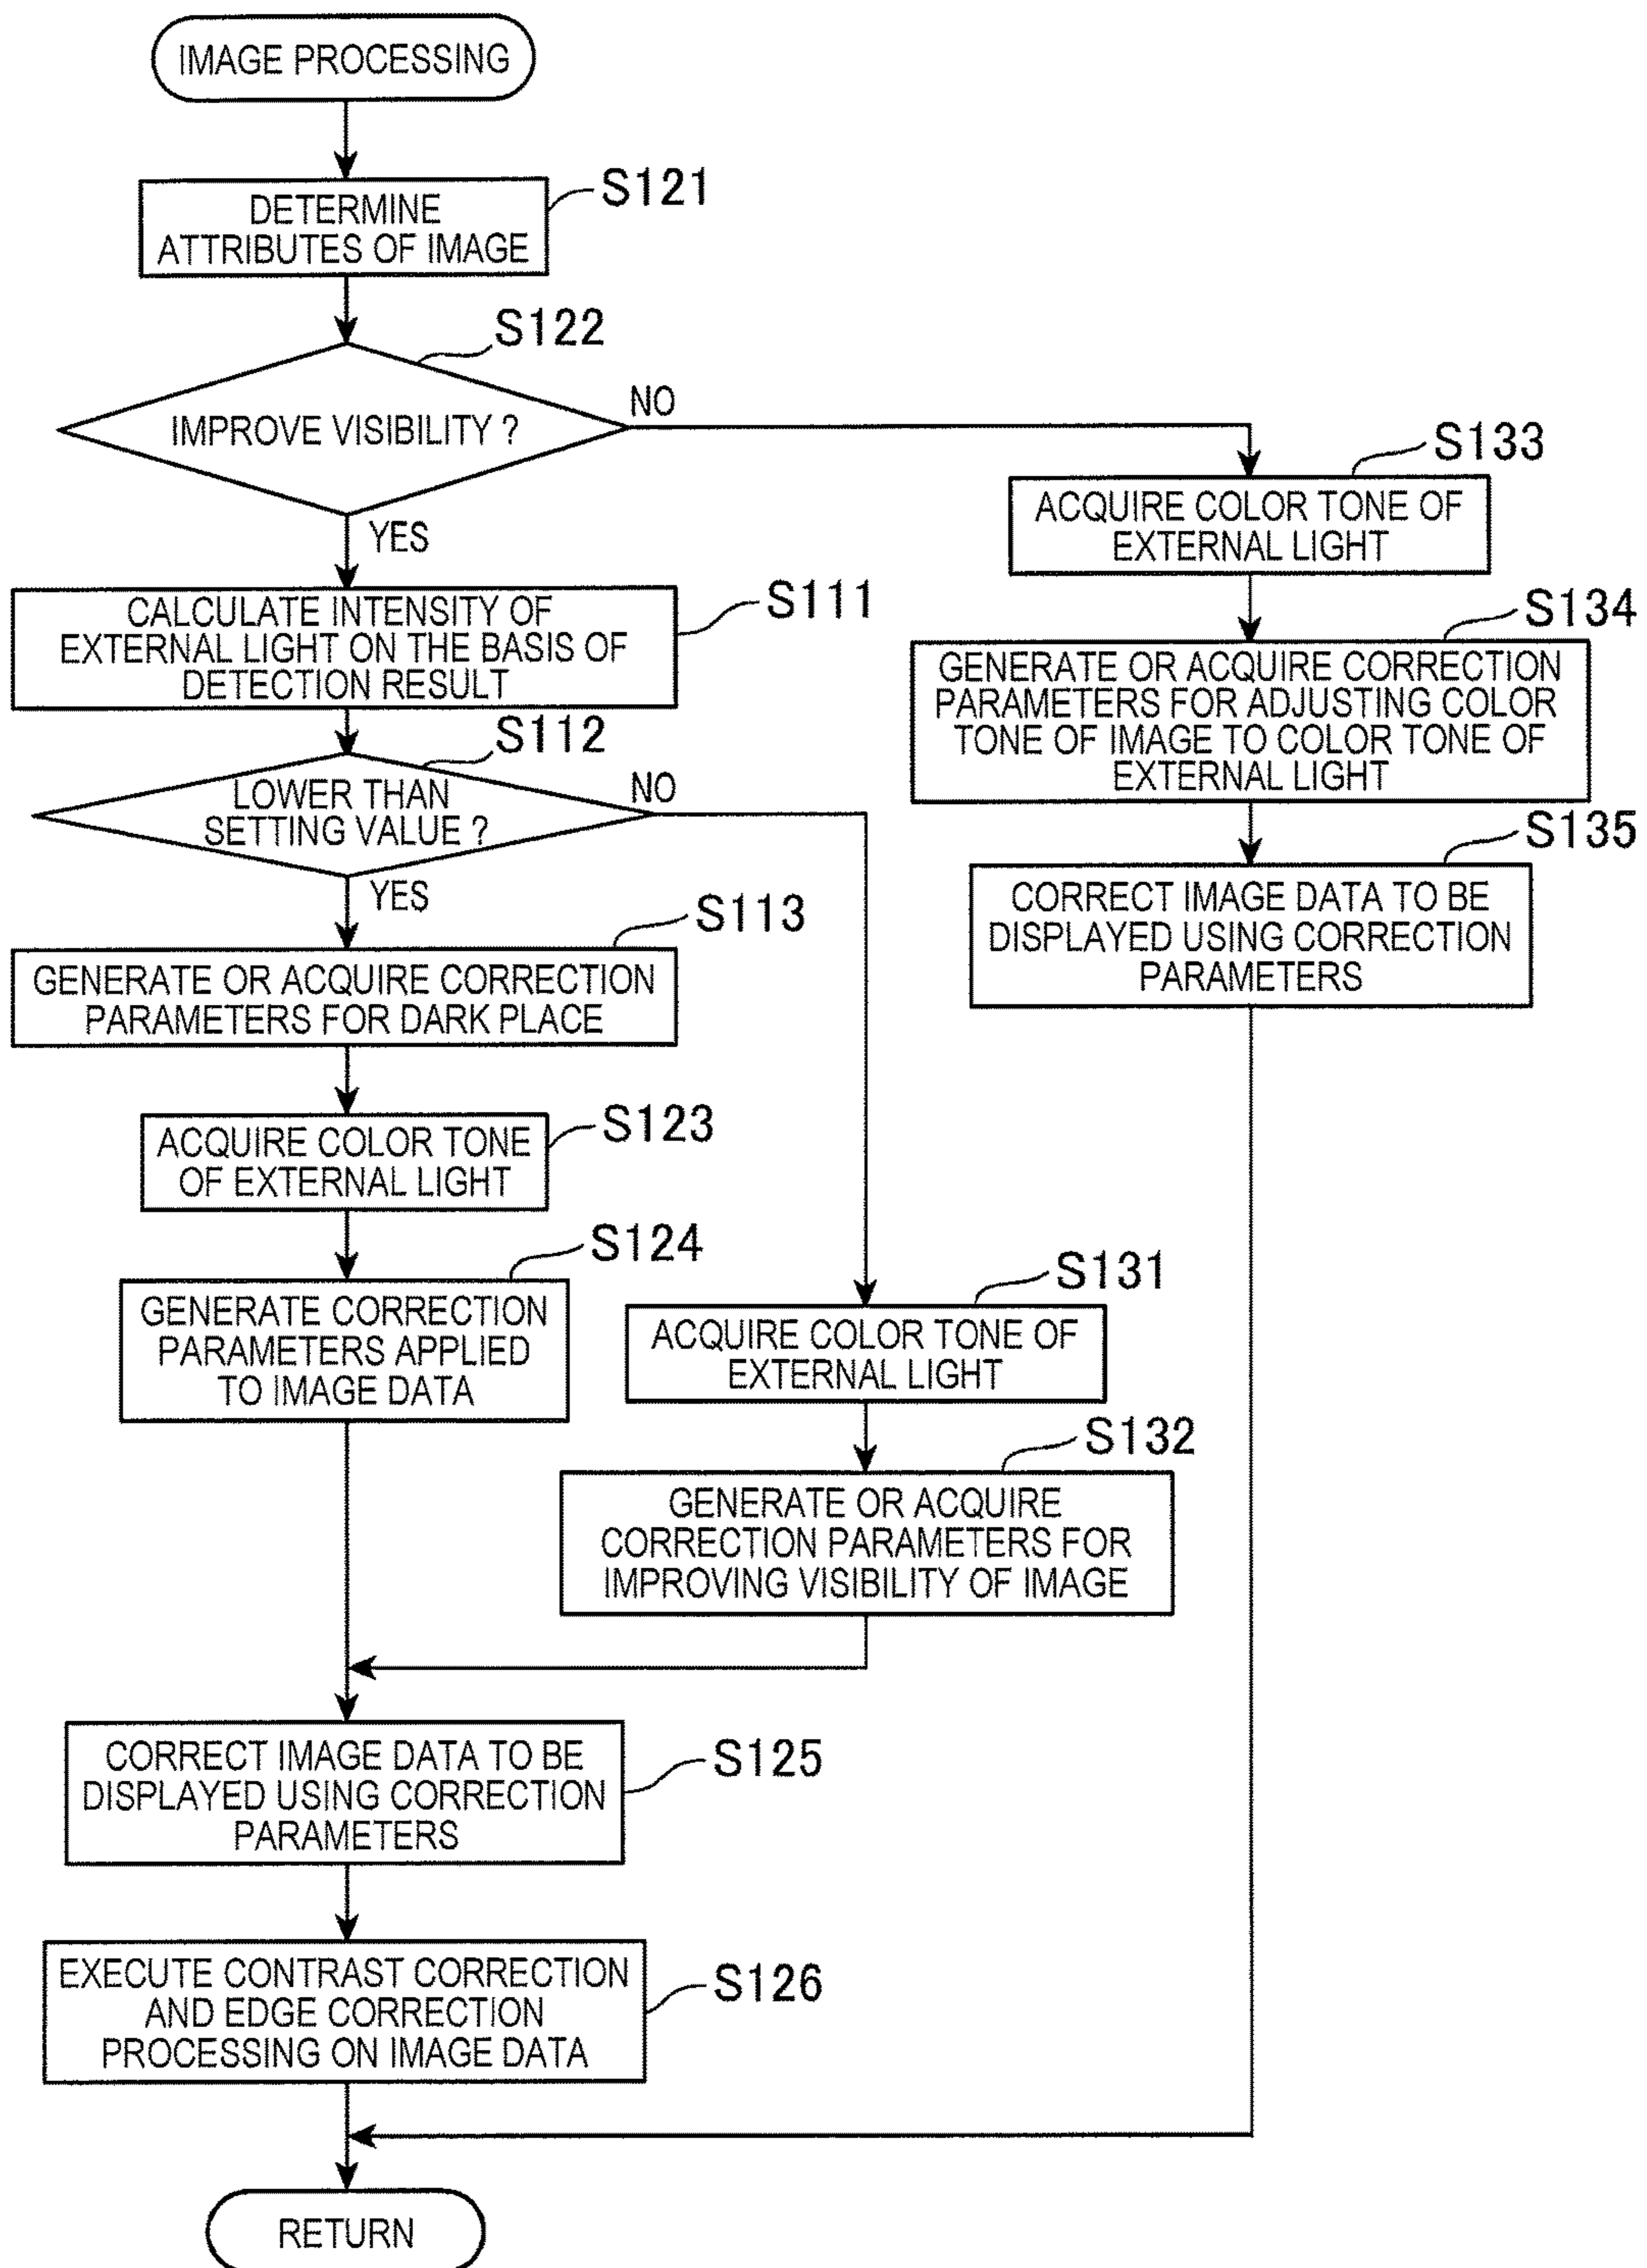 IMAGE PROCESSING
DETERMINE
ATTRIBUTES OF IMAGE
S121
S122
IMPROVE VISIBILITY ?
NO
YES
S133
ACQUIRE COLOR TONE OF
EXTERNAL LIGHT
CALCULATE INTENSITY OF
EXTERNAL LIGHT ON THE BASIS OF
DETECTION RESULT
S111
S134
GENERATE OR ACQUIRE CORRECTION
PARAMETERS FOR ADJUSTING COLOR
TONE OF IMAGE TO COLOR TONE OF
EXTERNAL LIGHT
S112
LOWER THAN
SETTING VALUE ?
NO
YES
S135
CORRECT IMAGE DATA TO BE
DISPLAYED USING CORRECTION
PARAMETERS
S113
GENERATE OR ACQUIRE CORRECTION
PARAMETERS FOR DARK PLACE
S123
ACQUIRE COLOR TONE
OF EXTERNAL LIGHT
S124
GENERATE CORRECTION
PARAMETERS APPLIED
TO IMAGE DATA
S131
ACQUIRE COLOR TONE OF
EXTERNAL LIGHT
S132
GENERATE OR ACQUIRE
CORRECTION PARAMETERS FOR
IMPROVING VISIBILITY OF IMAGE
CORRECT IMAGE DATA TO BE
DISPLAYED USING CORRECTION
PARAMETERS
S125
EXECUTE CONTRAST CORRECTION
AND EDGE CORRECTION
PROCESSING ON IMAGE DATA
S126
RETURN